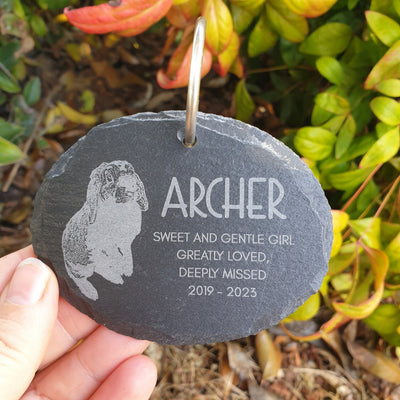 ARCHER
SWEET AND GENTLE GIRL
GREATLY LOVED,
DEEPLY MISSED
2019 - 2023